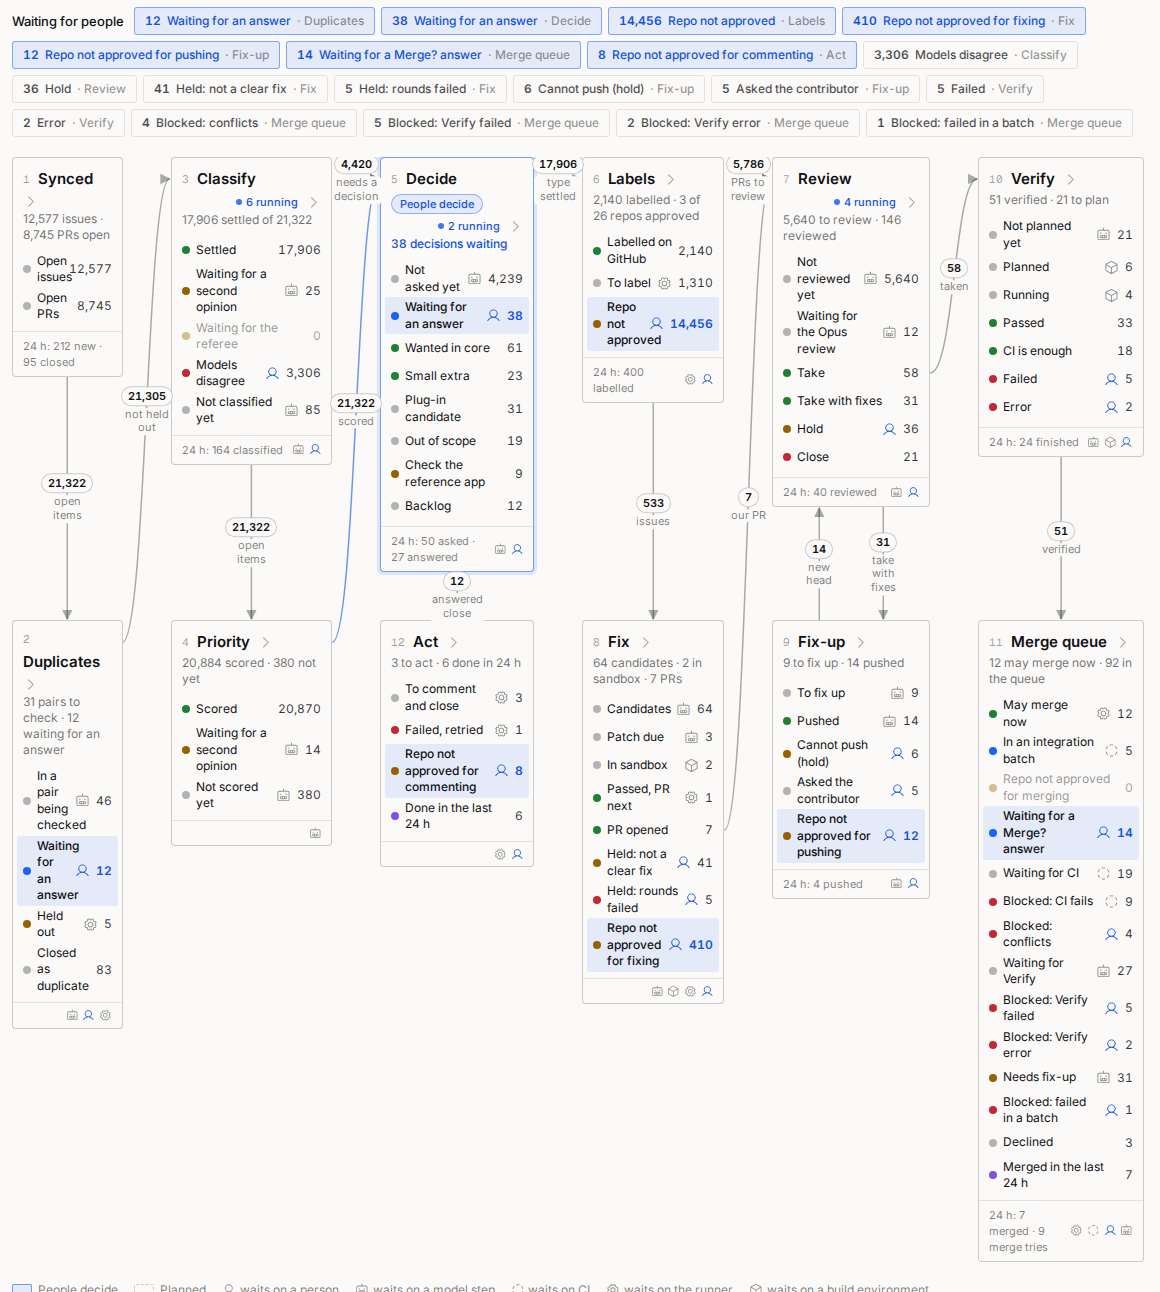 Waiting for people
12 Waiting for an answer · Duplicates
38 Waiting for an answer · Decide
14,456 Repo not approved · Labels
410 Repo not approved for fixing · Fix
12 Repo not approved for pushing · Fix-up
14 Waiting for a Merge? answer · Merge queue
8 Repo not approved for commenting · Act
3,306 Models disagree · Classify
36 Hold · Review
41 Held: not a clear fix · Fix
5 Held: rounds failed · Fix
6 Cannot push (hold) · Fix-up
5 Asked the contributor · Fix-up
5 Failed · Verify
2 Error · Verify
4 Blocked: conflicts · Merge queue
5 Blocked: Verify failed · Merge queue
2 Blocked: Verify error · Merge queue
1 Blocked: failed in a batch · Merge queue
1 Synced
12,577 issues ·
8,745 PRs open
Open
issues 12,577
Open
PRs 8,745
24 h: 212 new ·
95 closed
21,322
open
items
2
Duplicates
31 pairs to
check · 12
waiting for an
answer
In a
pair
being
checked 46
Waiting
for
an
answer 12
Held
out 5
Closed
as
duplicate 83
21,305
not held
out
3 Classify
6 running
17,906 settled of 21,322
Settled 17,906
Waiting for a
second
opinion 25
Waiting for the
referee 0
Models
disagree 3,306
Not classified
yet 85
24 h: 164 classified
21,322
open
items
4 Priority
20,884 scored · 380 not
yet
Scored 20,870
Waiting for a
second
opinion 14
Not scored
yet 380
4,420
needs a
decision
21,322
scored
5 Decide
People decide
2 running
38 decisions waiting
Not
asked yet 4,239
Waiting for
an answer 38
Wanted in core 61
Small extra 23
Plug-in
candidate 31
Out of scope 19
Check the
reference app 9
Backlog 12
24 h: 50 asked ·
27 answered
12
answered
close
12 Act
3 to act · 6 done in 24 h
To comment
and close 3
Failed, retried 1
Repo not
approved for
commenting 8
Done in the last
24 h 6
17,906
type
settled
6 Labels
2,140 labelled · 3 of
26 repos approved
Labelled on
GitHub 2,140
To label 1,310
Repo
not
approved 14,456
24 h: 400
labelled
533
issues
8 Fix
64 candidates · 2 in
sandbox · 7 PRs
Candidates 64
Patch due 3
In sandbox 2
Passed, PR
next 1
PR opened 7
Held: not a
clear fix 41
Held: rounds
failed 5
Repo not
approved
for fixing 410
5,786
PRs to
review
7
our PR
7 Review
4 running
5,640 to review · 146
reviewed
Not
reviewed
yet 5,640
Waiting for
the Opus
review 12
Take 58
Take with fixes 31
Hold 36
Close 21
24 h: 40 reviewed
14
new
head
31
take
with
fixes
9 Fix-up
9 to fix up · 14 pushed
To fix up 9
Pushed 14
Cannot push
(hold) 6
Asked the
contributor 5
Repo not
approved for
pushing 12
24 h: 4 pushed
58
taken
10 Verify
51 verified · 21 to plan
Not planned
yet 21
Planned 6
Running 4
Passed 33
CI is enough 18
Failed 5
Error 2
24 h: 24 finished
51
verified
11 Merge queue
12 may merge now · 92 in
the queue
May merge
now 12
In an integration
batch 5
Repo not approved
for merging 0
Waiting for a
Merge?
answer 14
Waiting for CI 19
Blocked: CI fails 9
Blocked:
conflicts 4
Waiting for
Verify 27
Blocked: Verify
failed 5
Blocked: Verify
error 2
Needs fix-up 31
Blocked: failed
in a batch 1
Declined 3
Merged in the last
24 h 7
24 h: 7
merged · 9
merge tries
People decide
Planned
waits on a person
waits on a model step
waits on CI
waits on the runner
waits on a build environment